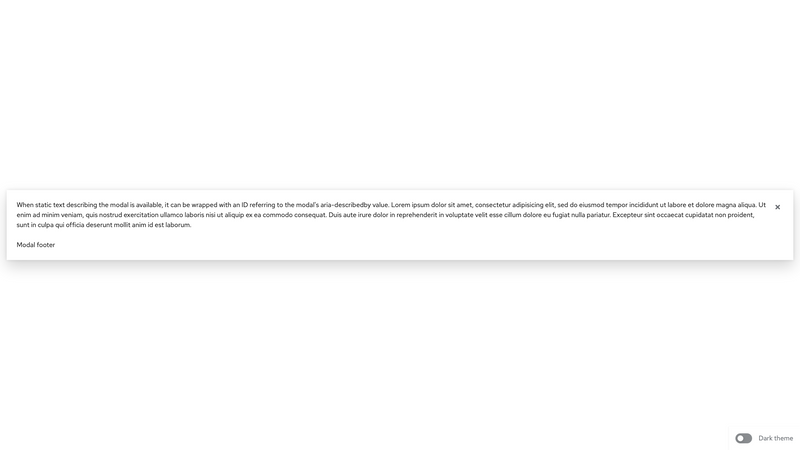 When static text describing the modal is available, it can be wrapped with an ID referring to the modal's aria-describedby value. Lorem ipsum dolor sit amet, consectetur adipisicing elit, sed do eiusmod tempor incididunt ut labore et dolore magna aliqua. Ut
enim ad minim veniam, quis nostrud exercitation ullamco laboris nisi ut aliquip ex ea commodo consequat. Duis aute irure dolor in reprehenderit in voluptate velit esse cillum dolore eu fugiat nulla pariatur. Excepteur sint occaecat cupidatat non proident,
sunt in culpa qui officia deserunt mollit anim id est laborum.
Modal footer
Dark theme